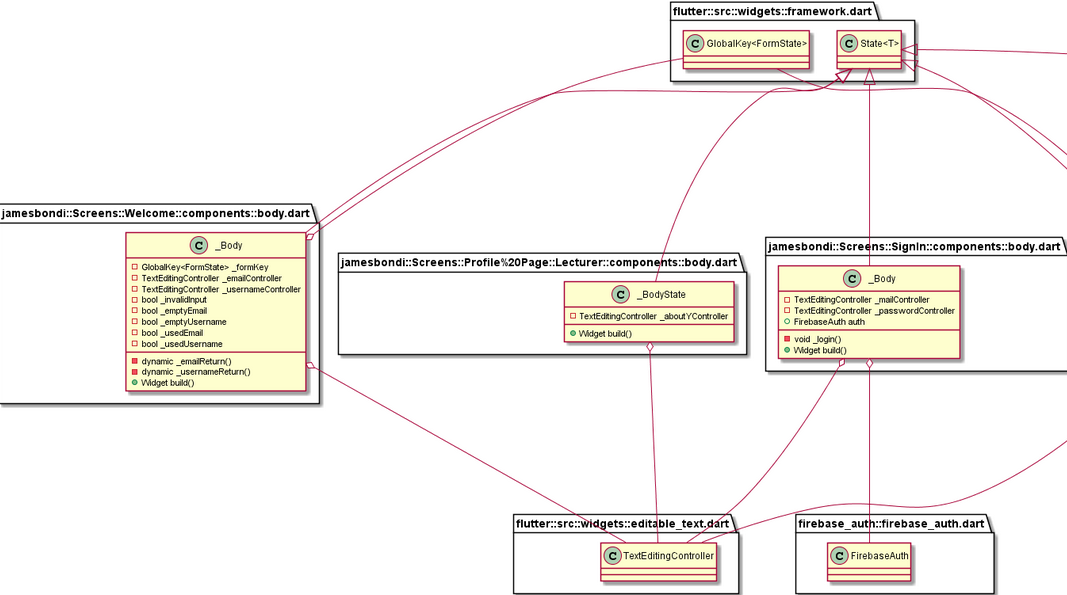 flutter::src::widgets::framework.dart
C GlobalKey<FormState>
C State<T>
jamesbondi::Screens::Welcome::components::body.dart
C _Body
GlobalKey<FormState> _formKey
TextEditingController _emailController
TextEditingController _usernameController
bool _invalidInput
bool _emptyEmail
bool _emptyUsername
bool _usedEmail
bool _usedUsername
dynamic _emailReturn()
dynamic _usernameReturn()
Widget build()
jamesbondi::Screens::Profile%20Page::Lecturer::components::body.dart
C _BodyState
TextEditingController _aboutYController
Widget build()
jamesbondi::Screens::SignIn::components::body.dart
C _Body
TextEditingController _mailController
TextEditingController _passwordController
FirebaseAuth auth
void _login()
Widget build()
flutter::src::widgets::editable_text.dart
C TextEditingController
firebase_auth::firebase_auth.dart
C FirebaseAuth